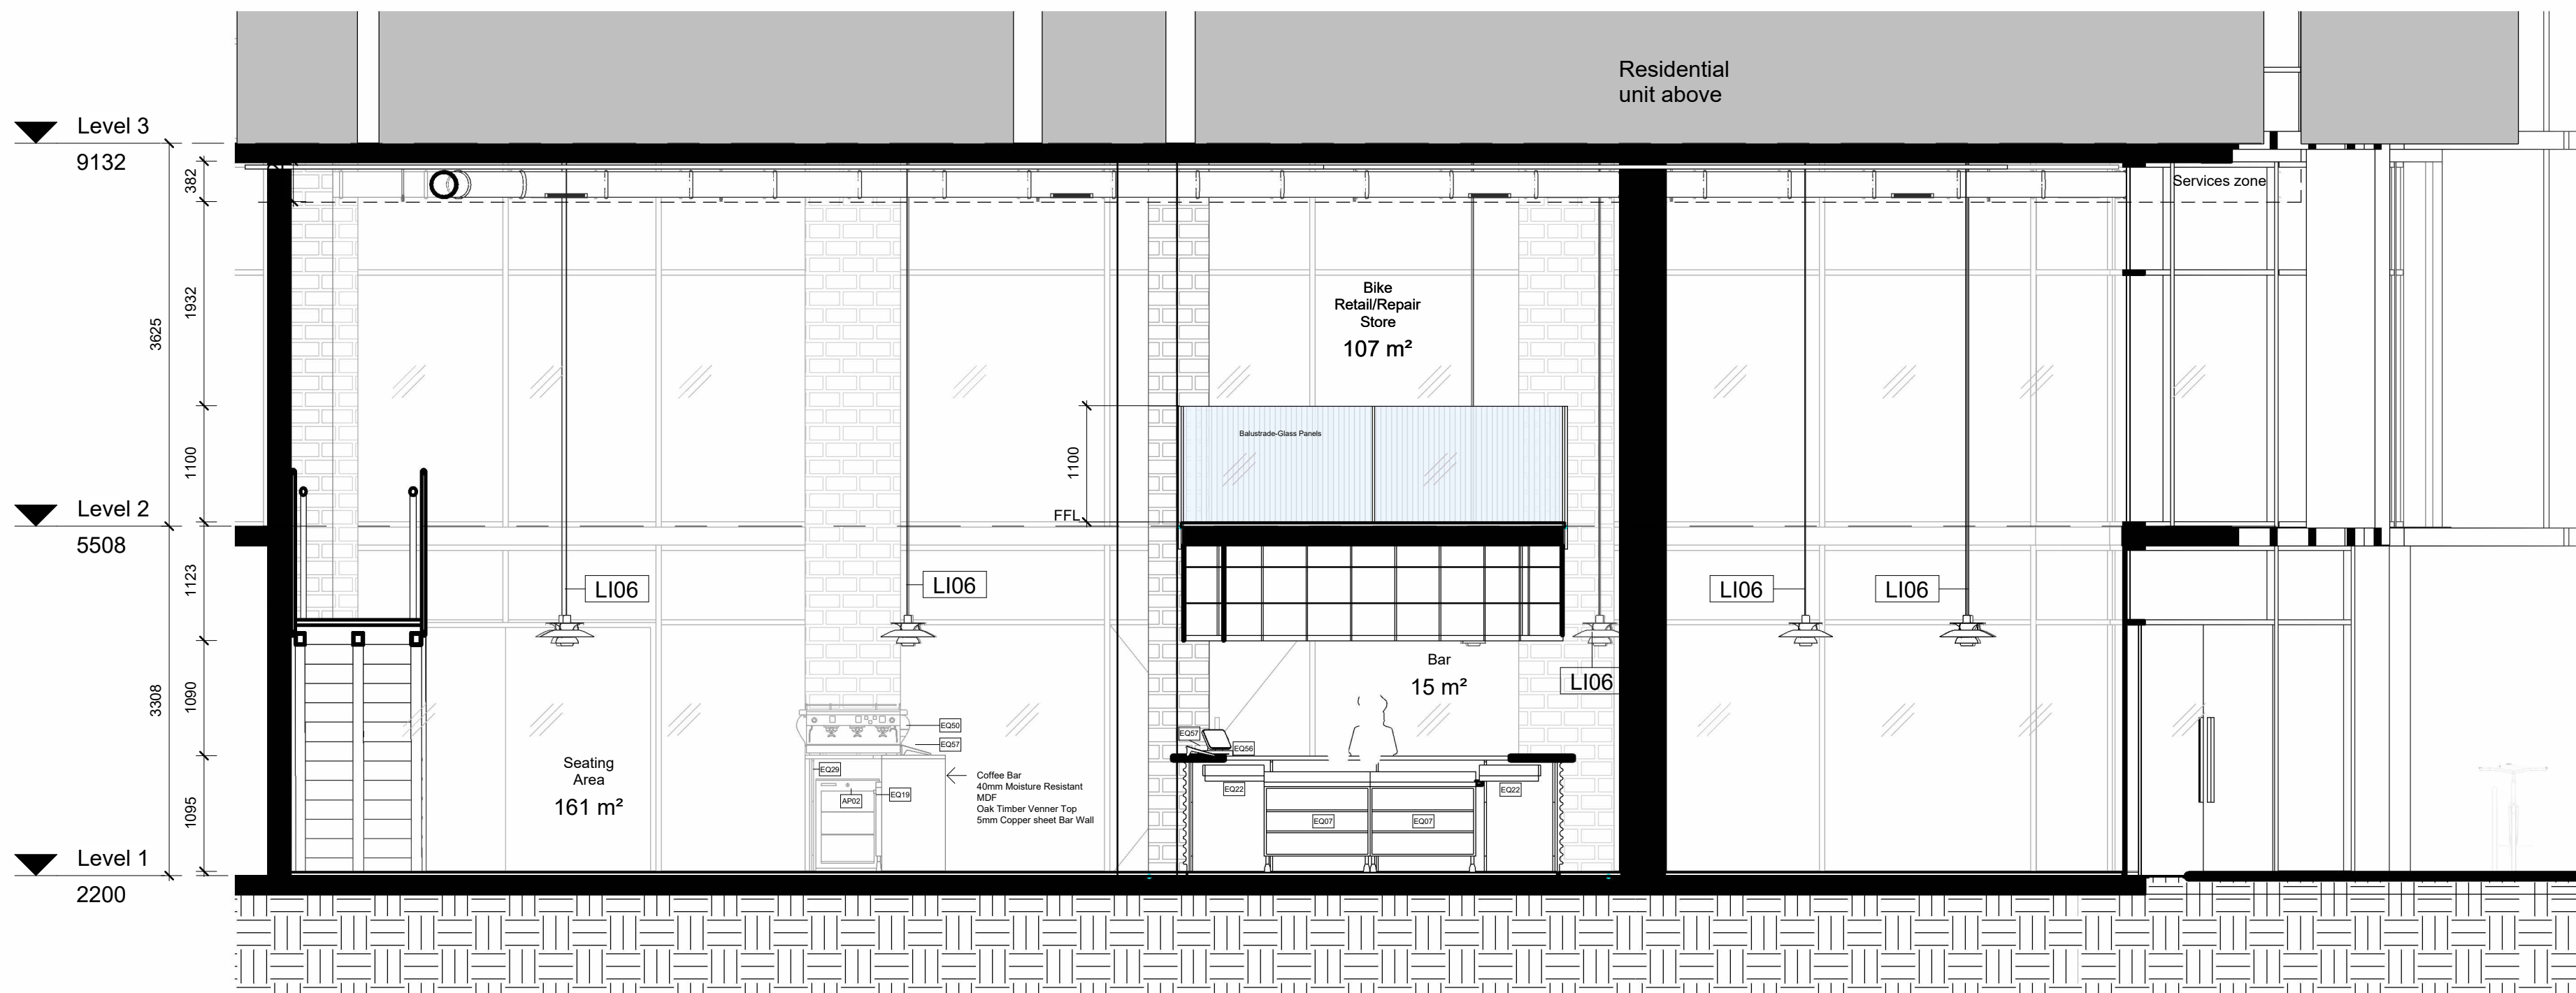 Residential
unit above
Level 3
9132
382
Services zone
1932
3625
Bike
Retail/Repair
Store
107 m²
1100
1100
Balustrade-Glass Panels
FFL
Level 2
5508
1123
LI06
LI06
LI06
LI06
LI06
Bar
15 m²
1090
3308
EQ50
EQ57
EQ57
EQ56
Seating
Area
161 m²
EQ29
AP02
EQ19
Coffee Bar
40mm Moisture Resistant
MDF
Oak Timber Venner Top
5mm Copper sheet Bar Wall
EQ22
EQ22
EQ07
EQ07
1095
Level 1
2200